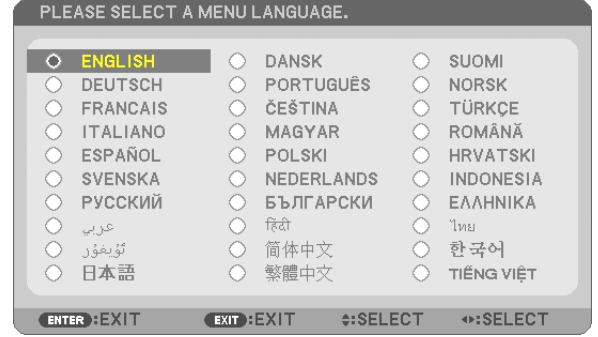 PLEASE SELECT A MENU LANGUAGE.
ENGLISH DANSK SUOMI
DEUTSCH PORTUGUÊS NORSK
FRANCAIS ČEŠTINA TÜRKÇE
ITALIANO MAGYAR ROMÂNĂ
ESPAÑOL POLSKI HRVATSKI
SVENSKA NEDERLANDS INDONESIA
РУССКИЙ БЪЛГАРСКИ ΕΛΛΗΝΙΚΑ
عربي हिंदी ไทย
ئۇيغۇر 简体中文 한국어
日本語 繁體中文 TIẾNG VIỆT
ENTER:EXIT EXIT:EXIT :SELECT :SELECT